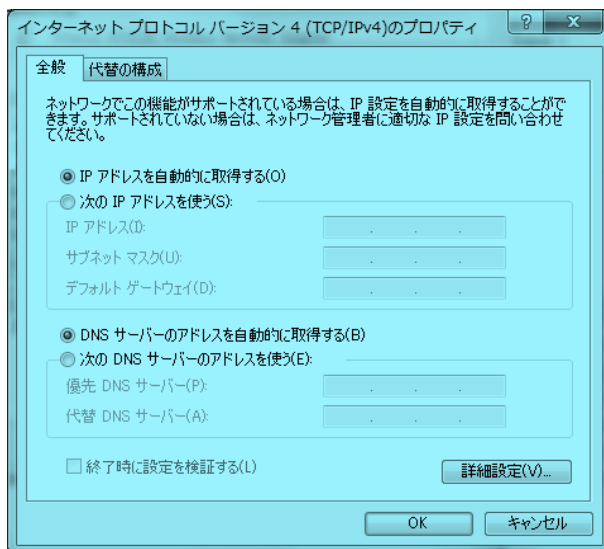 インターネット プロトコル バージョン 4 (TCP/IPv4)のプロパティ
全般
代替の構成
ネットワークでこの機能がサポートされている場合は、IP 設定を自動的に取得することがで
きます。サポートされていない場合は、ネットワーク管理者に適切な IP 設定を問い合わせ
てください。
IP アドレスを自動的に取得する(O)
次の IP アドレスを使う(S):
IP アドレス(I):
サブネット マスク(U):
デフォルト ゲートウェイ(D):
DNS サーバーのアドレスを自動的に取得する(B)
次の DNS サーバーのアドレスを使う(E):
優先 DNS サーバー(P):
代替 DNS サーバー(A):
終了時に設定を検証する(L)
詳細設定(V)...
OK
キャンセル